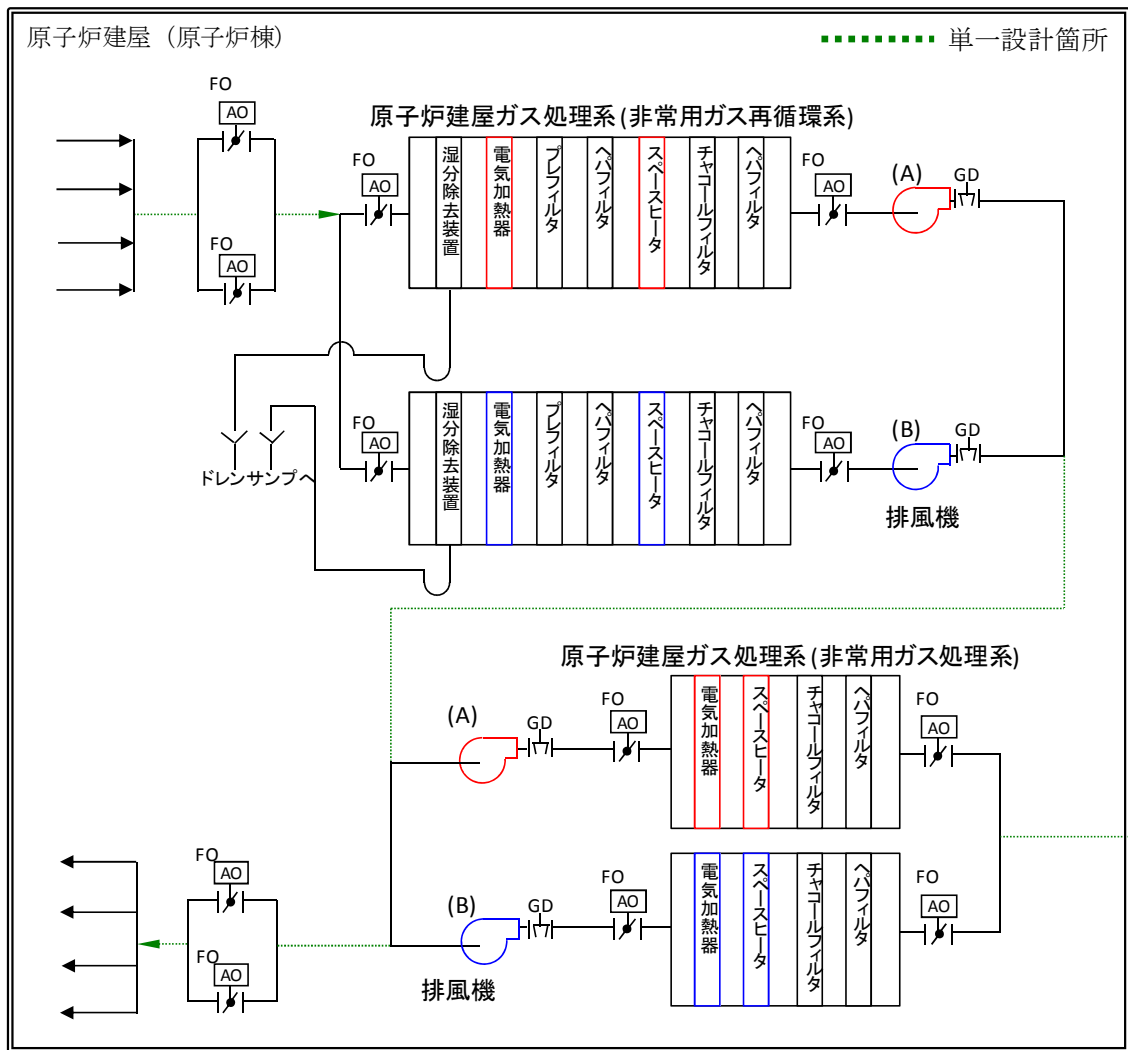 原子炉建屋（原子炉棟）
単一設計箇所
FO
AO
原子炉建屋ガス処理系(非常用ガス再循環系)
FO
AO
湿分除去装置
電気加熱器
プレフィルタ
ヘパフィルタ
スペースヒータ
チャコールフィルタ
ヘパフィルタ
FO
AO
(A)
GD
FO
AO
FO
AO
湿分除去装置
電気加熱器
プレフィルタ
ヘパフィルタ
スペースヒータ
チャコールフィルタ
ヘパフィルタ
FO
AO
(B)
GD
ドレンサンプへ
排風機
原子炉建屋ガス処理系(非常用ガス処理系)
(A)
GD
FO
AO
電気加熱器
スペースヒータ
チャコールフィルタ
ヘパフィルタ
FO
AO
FO
AO
(B)
GD
FO
AO
電気加熱器
スペースヒータ
チャコールフィルタ
ヘパフィルタ
FO
AO
FO
AO
排風機